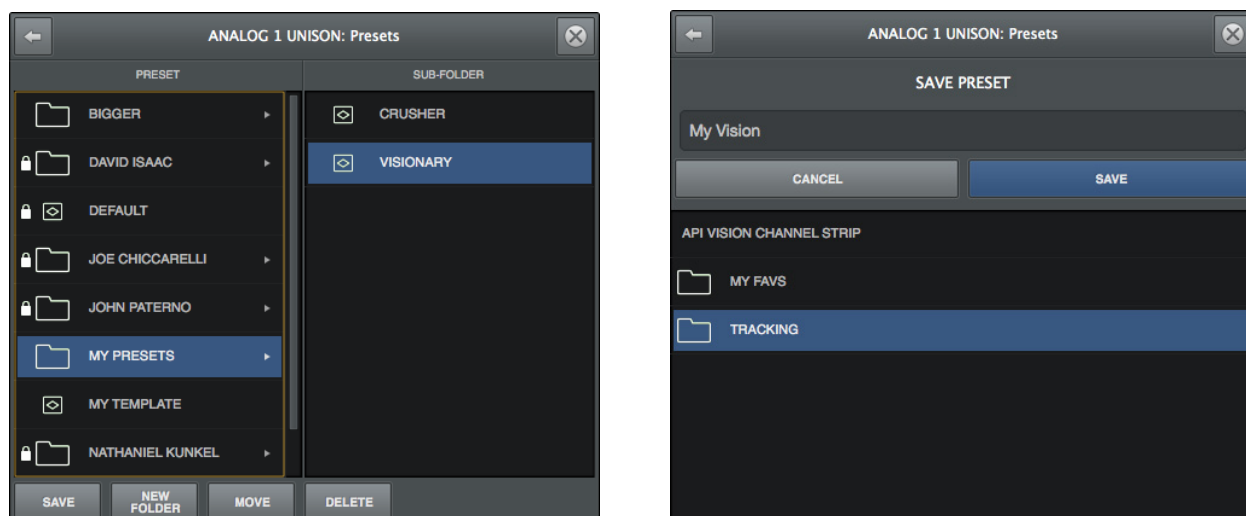 ANALOG 1 UNISON: Presets
PRESET
SUB-FOLDER
BIGGER
DAVID ISAAC
DEFAULT
JOE CHICCARELLI
JOHN PATERNO
MY PRESETS
MY TEMPLATE
NATHANIEL KUNKEL
CRUSHER
VISIONARY
SAVE
NEW
FOLDER
MOVE
DELETE
ANALOG 1 UNISON: Presets
SAVE PRESET
My Vision
CANCEL
SAVE
API VISION CHANNEL STRIP
MY FAVS
TRACKING